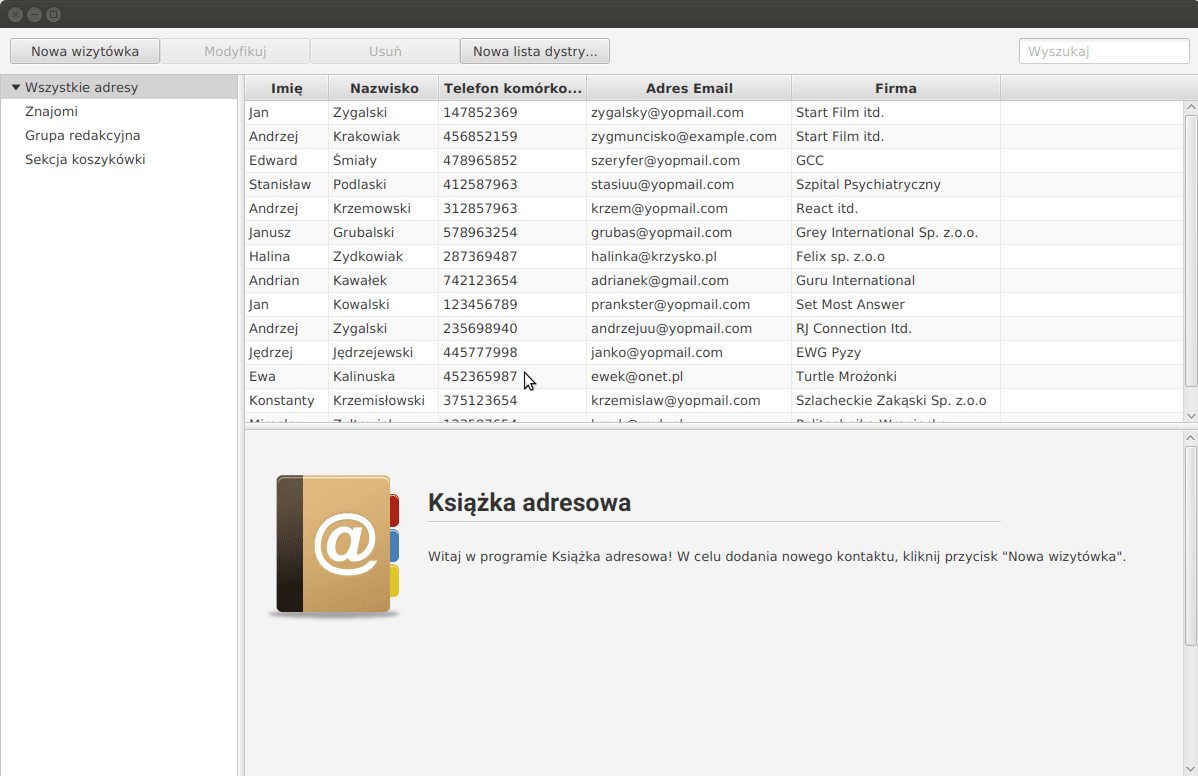 Nowa wizytówka Modyfikuj Usuń Nowa lista dystry... Wyszukaj
Wszystkie adresy
Znajomi
Grupa redakcyjna
Sekcja koszykówki
Imię Nazwisko Telefon komórko... Adres Email Firma
Jan Zygalski 147852369 zygalsky@yopmail.com Start Film itd.
Andrzej Krakowiak 456852159 zygmuncisko@example.com Start Film itd.
Edward Śmiały 478965852 szeryfer@yopmail.com GCC
Stanisław Podlaski 412587963 stasiuu@yopmail.com Szpital Psychiatryczny
Andrzej Krzemowski 312857963 krzem@yopmail.com React itd.
Janusz Grubalski 578963254 grubas@yopmail.com Grey International Sp. z.o.o.
Halina Zydkowiak 287369487 halinka@krzysko.pl Felix sp. z.o.o
Andrian Kawałek 742123654 adrianek@gmail.com Guru International
Jan Kowalski 123456789 prankster@yopmail.com Set Most Answer
Andrzej Zygalski 235698940 andrzejuu@yopmail.com RJ Connection ltd.
Jędrzej Jędrzejewski 445777998 janko@yopmail.com EWG Pyzy
Ewa Kalinuska 452365987 ewek@onet.pl Turtle Mrożonki
Konstanty Krzemisłowski 375123654 krzemislaw@yopmail.com Szlacheckie Zakąski Sp. z.o.o
@
Książka adresowa
Witaj w programie Książka adresowa! W celu dodania nowego kontaktu, kliknij przycisk "Nowa wizytówka".